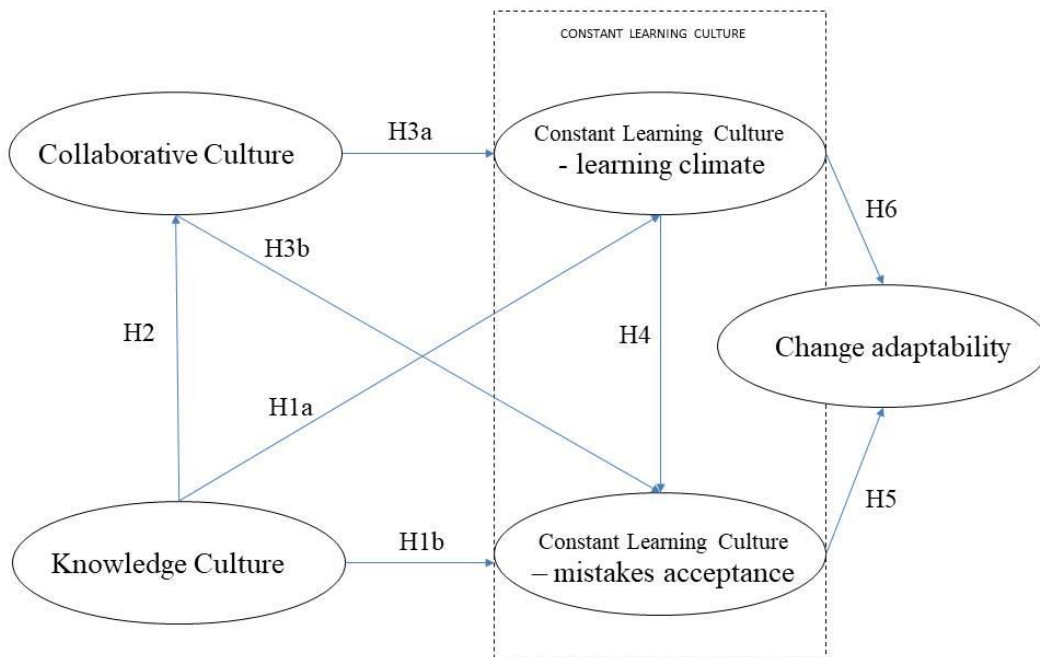 CONSTANT LEARNING CULTURE
Collaborative Culture
H3a
Constant Learning Culture
- learning climate
H6
H3b
H2
H4
Change adaptability
H1a
H5
Knowledge Culture
H1b
Constant Learning Culture
– mistakes acceptance